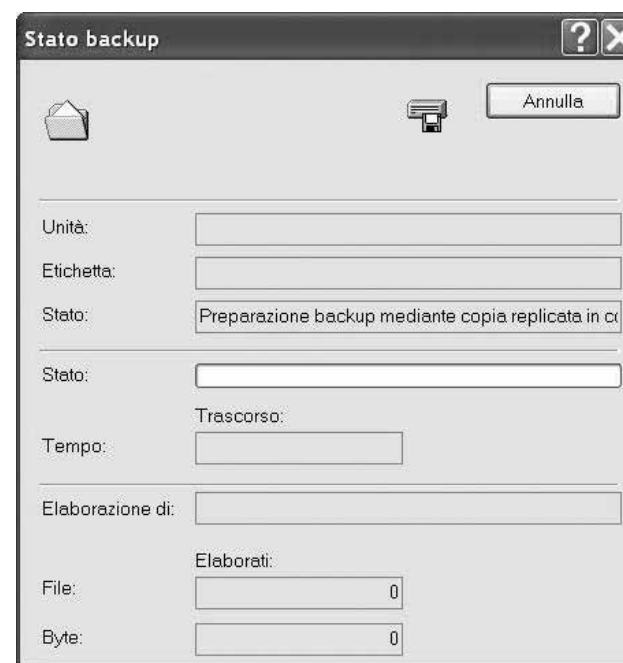 Stato backup
Annulla
Unità:
Etichetta:
Stato: Preparazione backup mediante copia replicata in
Stato:
Trascorso:
Tempo:
Elaborazione di:
Elaborati:
File: 0
Byte: 0